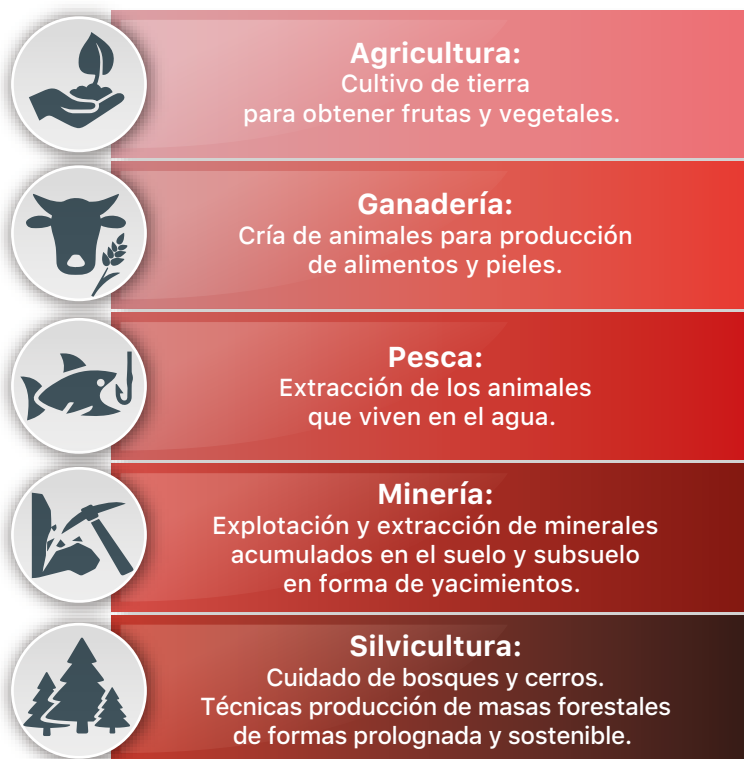 Agricultura:
Cultivo de tierra
para obtener frutas y vegetales.
Ganadería:
Cría de animales para producción
de alimentos y pieles.
Pesca:
Extracción de los animales
que viven en el agua.
Minería:
Explotación y extracción de minerales
acumulados en el suelo y subsuelo
en forma de yacimientos.
Silvicultura:
Cuidado de bosques y cerros.
Técnicas producción de masas forestales
de formas prolognada y sostenible.